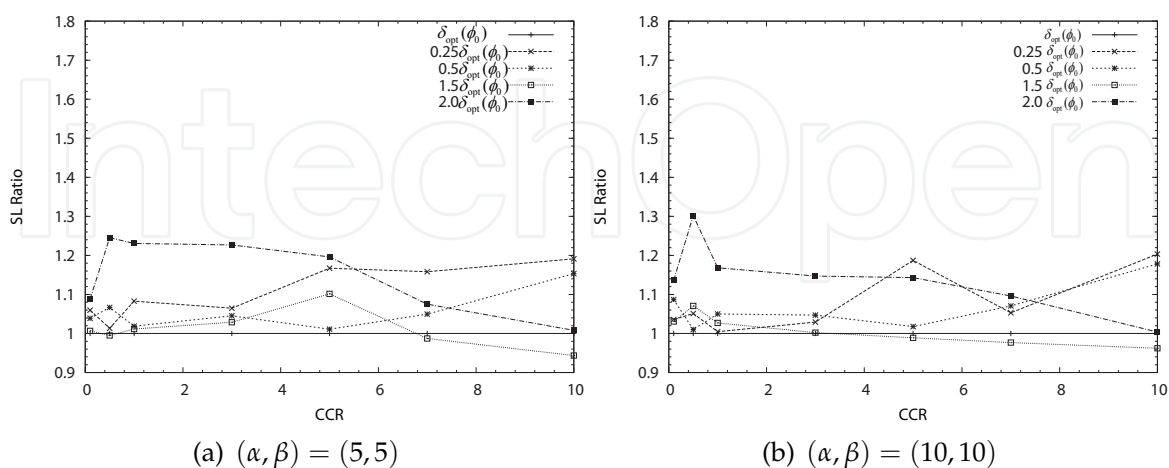 1.8
1.7
1.6
1.5
1.4
1.3
1.2
1.1
1
0.9
SL Ratio
0 2 4 6 8 10
CCR
δopt(ϕ0)
0.25δopt(ϕ0)
0.5δopt(ϕ0)
1.5δopt(ϕ0)
2.0δopt(ϕ0)
(a) (α, β) = (5, 5)
1.8
1.7
1.6
1.5
1.4
1.3
1.2
1.1
1
0.9
SL Ratio
0 2 4 6 8 10
CCR
δopt(ϕ0)
0.25 δopt(ϕ0)
0.5 δopt(ϕ0)
1.5 δopt(ϕ0)
2.0 δopt(ϕ0)
(b) (α, β) = (10, 10)
IntechOpen